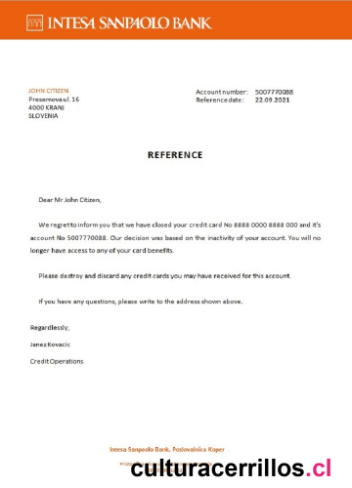 INTESA SANPAOLO BANK
JOHN CITIZEN
Presernova ul. 16
4000 KRANJ
SLOVENIA
Account number: 5007770088
Reference date: 22.09.2021
REFERENCE
Dear Mr John Citizen,
We regret to inform you that we have closed your credit card No 8888 0000 8888 000 and it's
account No 5007770088. Our decision was based on the inactivity of your account. You will no
longer have access to any of your card benefits.
Please destroy and discard any credit cards you may have received for this account.
If you have any questions, please write to the address shown above.
Regardlessly,
Janez Kovacic
Credit Operations
Intesa Sanpaolo Bank, Poslovalnica Koper
culturacerrillos.cl